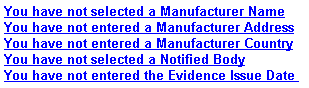 You have not selected a Manufacturer Name
You have not entered a Manufacturer Address
You have not entered a Manufacturer Country
You have not selected a Notified Body
You have not entered the Evidence Issue Date